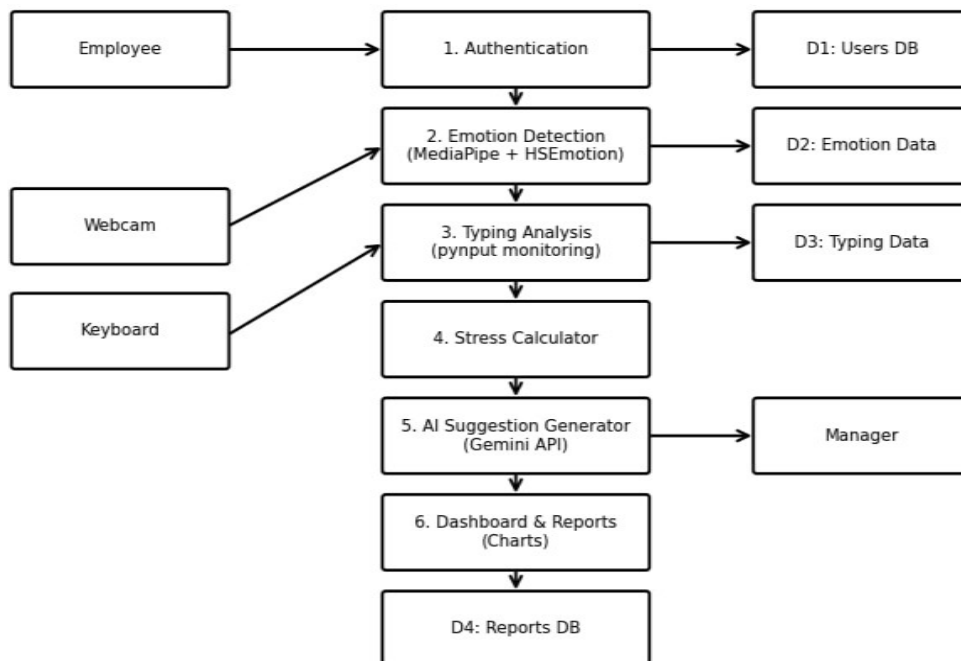 Employee
1. Authentication
D1: Users DB
2. Emotion Detection
(MediaPipe + HSEmotion)
D2: Emotion Data
Webcam
3. Typing Analysis
(pynput monitoring)
D3: Typing Data
Keyboard
4. Stress Calculator
5. AI Suggestion Generator
(Gemini API)
Manager
6. Dashboard & Reports
(Charts)
D4: Reports DB